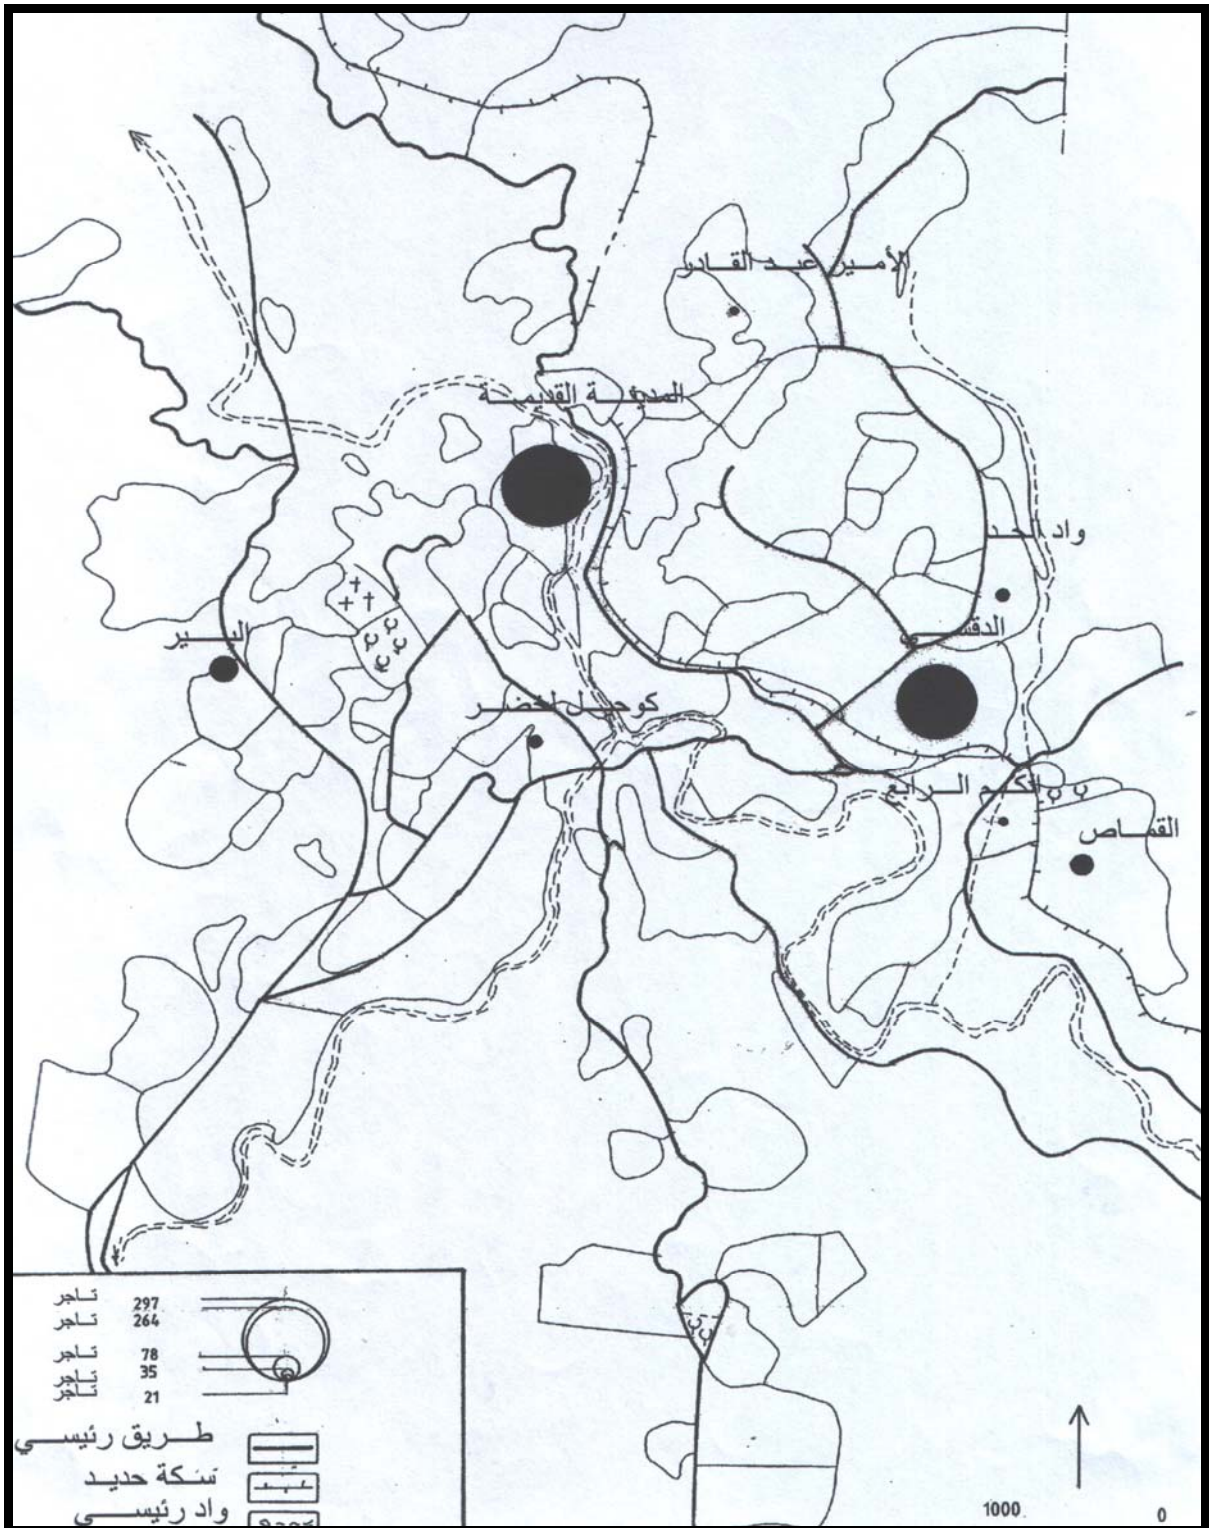 الأمير عبد القادر
المدينة القديمة
واد الحد
الدقسي
البير
كوحيل لخضر
الكلم الرابع
القماص
297 تاجر
264 تاجر
78 تاجر
35 تاجر
21 تاجر
طريق رئيسي
سكة حديد
واد رئيسي
1000 0